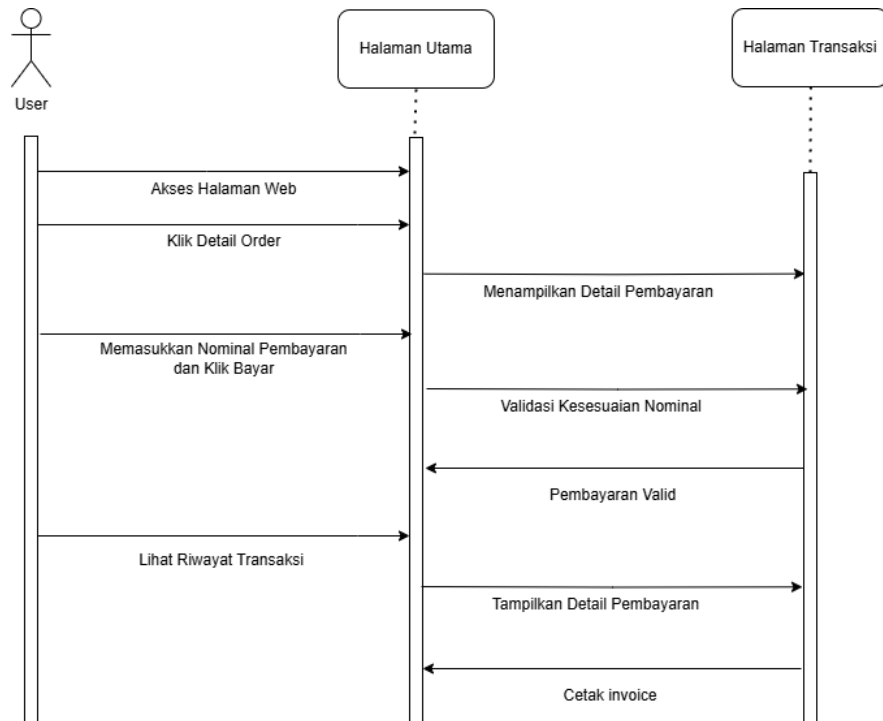 User
Halaman Utama
Halaman Transaksi
Akses Halaman Web
Klik Detail Order
Menampilkan Detail Pembayaran
Memasukkan Nominal Pembayaran
dan Klik Bayar
Validasi Kesesuaian Nominal
Pembayaran Valid
Lihat Riwayat Transaksi
Tampilkan Detail Pembayaran
Cetak invoice